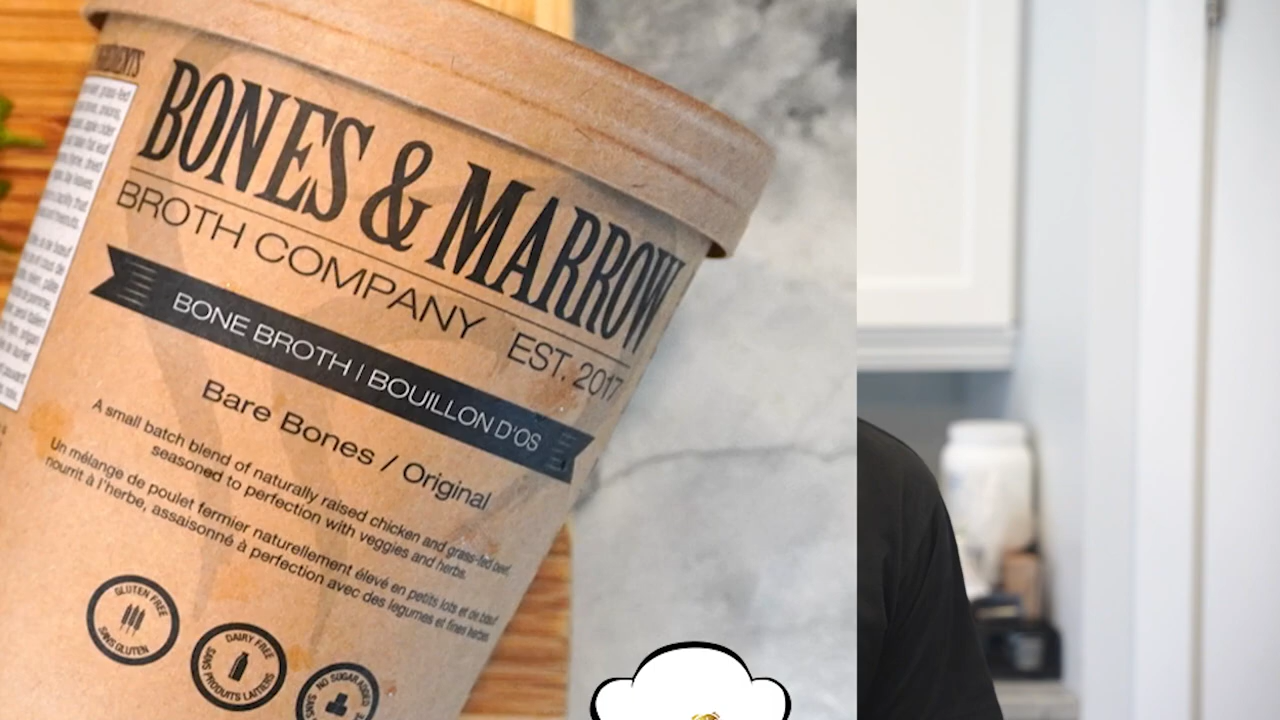 BONES & MARROW
BROTH COMPANY EST. 2017
BONE BROTH | BOUILLON D'OS
Bare Bones / Original
A small batch blend of naturally raised chicken and grass-fed beef,
seasoned to perfection with veggies and herbs.
Un mélange de poulet fermier naturellement élevé en petits lots et de bœuf
nourrit à l'herbe, assaisonné à perfection avec des legumes et fines herbes
GLUTEN FREE
SANS GLUTEN
DAIRY FREE
SANS PRODUITS LAITIERS
NO SUGAR ADDED